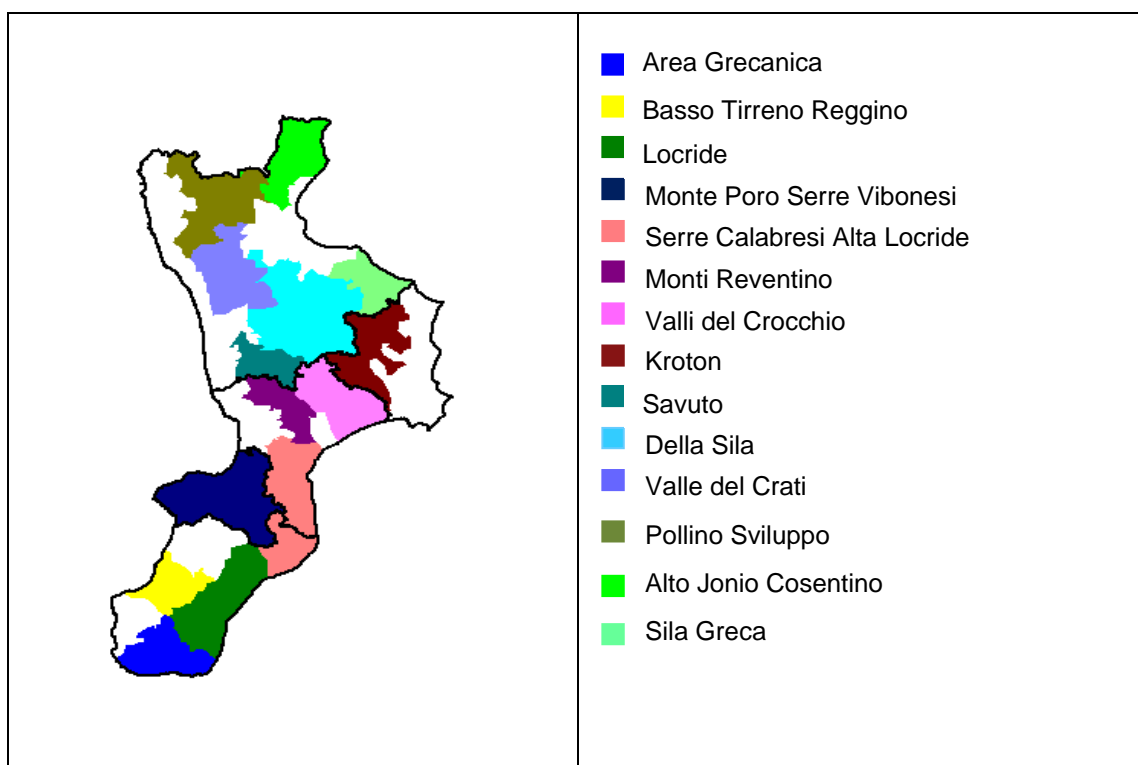 Area Grecanica
Basso Tirreno Reggino
Locride
Monte Poro Serre Vibonesi
Serre Calabresi Alta Locride
Monti Reventino
Valli del Crocchio
Kroton
Savuto
Della Sila
Valle del Crati
Pollino Sviluppo
Alto Jonio Cosentino
Sila Greca